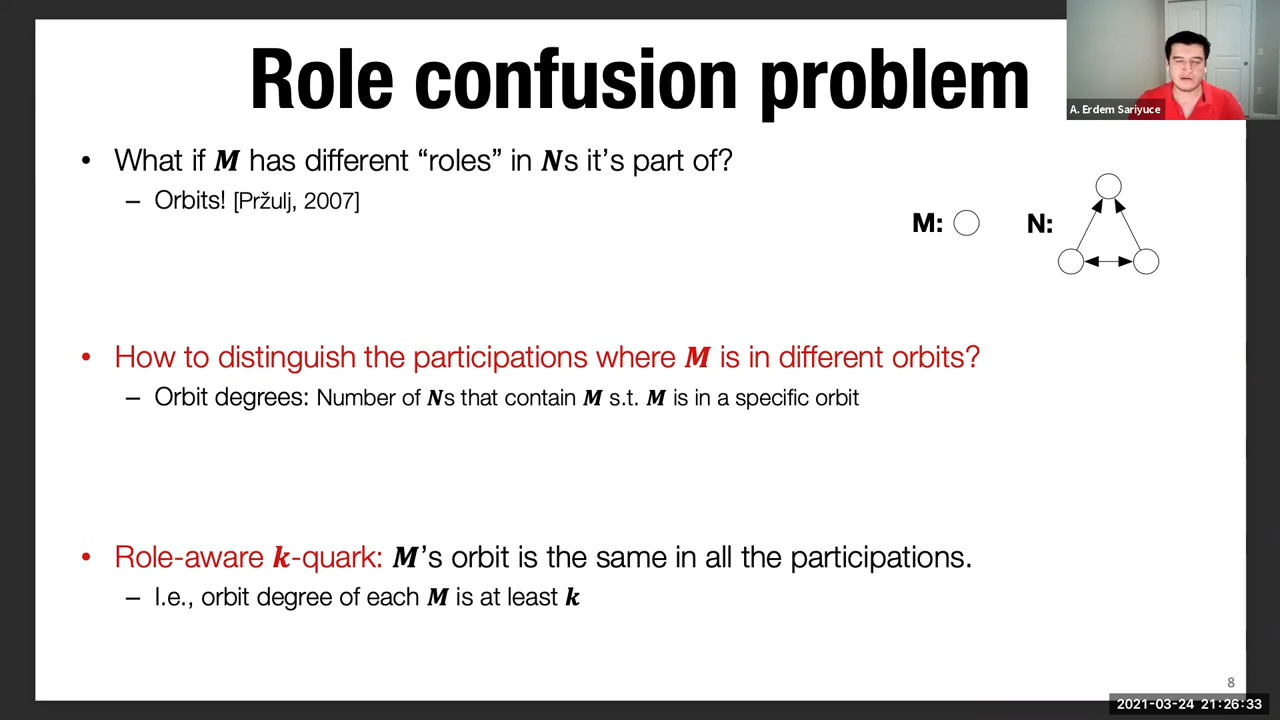 Role confusion problem
A. Erdem Sariyuce
• What if M has different “roles” in Ns it’s part of?
– Orbits! [Pržulj, 2007]
M: N:
• How to distinguish the participations where M is in different orbits?
– Orbit degrees: Number of Ns that contain M s.t. M is in a specific orbit
• Role-aware k-quark: M’s orbit is the same in all the participations.
– I.e., orbit degree of each M is at least k
8
2021-03-24 21:26:33